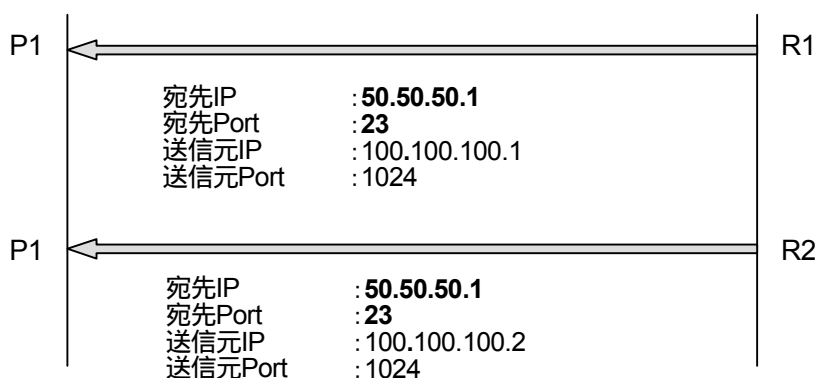 P1 R1
宛先IP :50.50.50.1
宛先Port :23
送信元IP :100.100.100.1
送信元Port :1024
P1 R2
宛先IP :50.50.50.1
宛先Port :23
送信元IP :100.100.100.2
送信元Port :1024